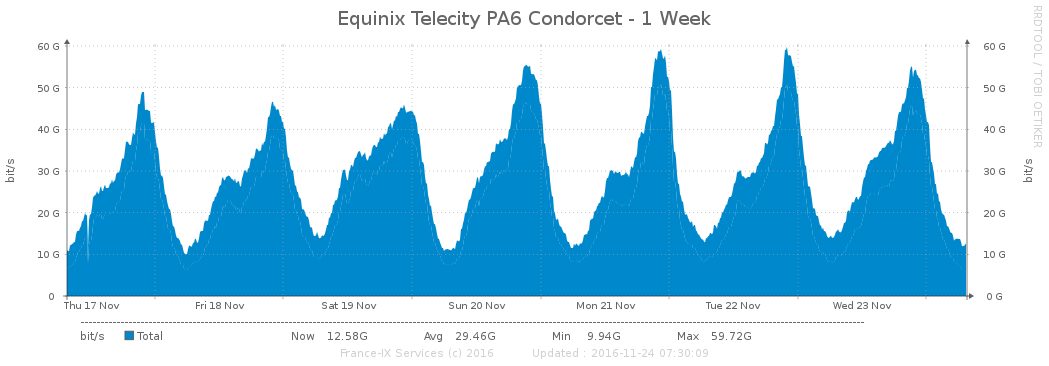 Equinix Telecity PA6 Condorcet - 1 Week
RRDTOOL / TOBI OETIKER
60 G 60 G
50 G 50 G
40 G 40 G
30 G 30 G
20 G 20 G
10 G 10 G
0 0 G
bit/s
bit/s
Thu 17 Nov Fri 18 Nov Sat 19 Nov Sun 20 Nov Mon 21 Nov Tue 22 Nov Wed 23 Nov
bit/s Total Now 12.58G Avg 29.46G Min 9.94G Max 59.72G
France-IX Services (c) 2016 Updated : 2016-11-24 07:30:09